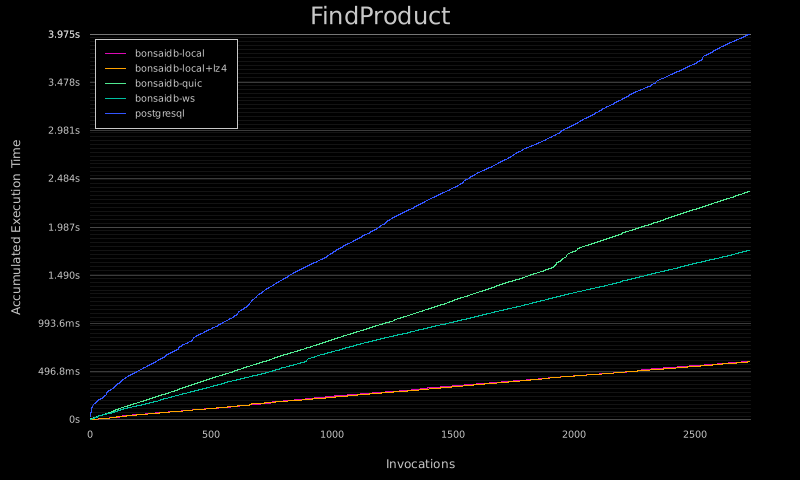 FindProduct
3.975s
3.478s
2.981s
2.484s
1.987s
1.490s
993.6ms
496.8ms
0s
Accumulated Execution Time
bonsaidb-local
bonsaidb-local+lz4
bonsaidb-quic
bonsaidb-ws
postgresql
0 500 1000 1500 2000 2500
Invocations